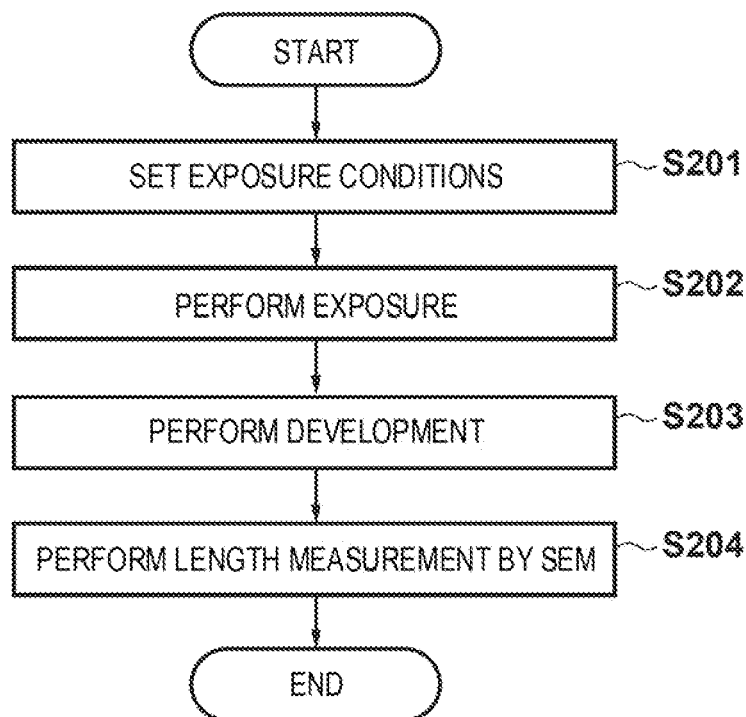 START
SET EXPOSURE CONDITIONS
S201
PERFORM EXPOSURE
S202
PERFORM DEVELOPMENT
S203
PERFORM LENGTH MEASUREMENT BY SEM
S204
END